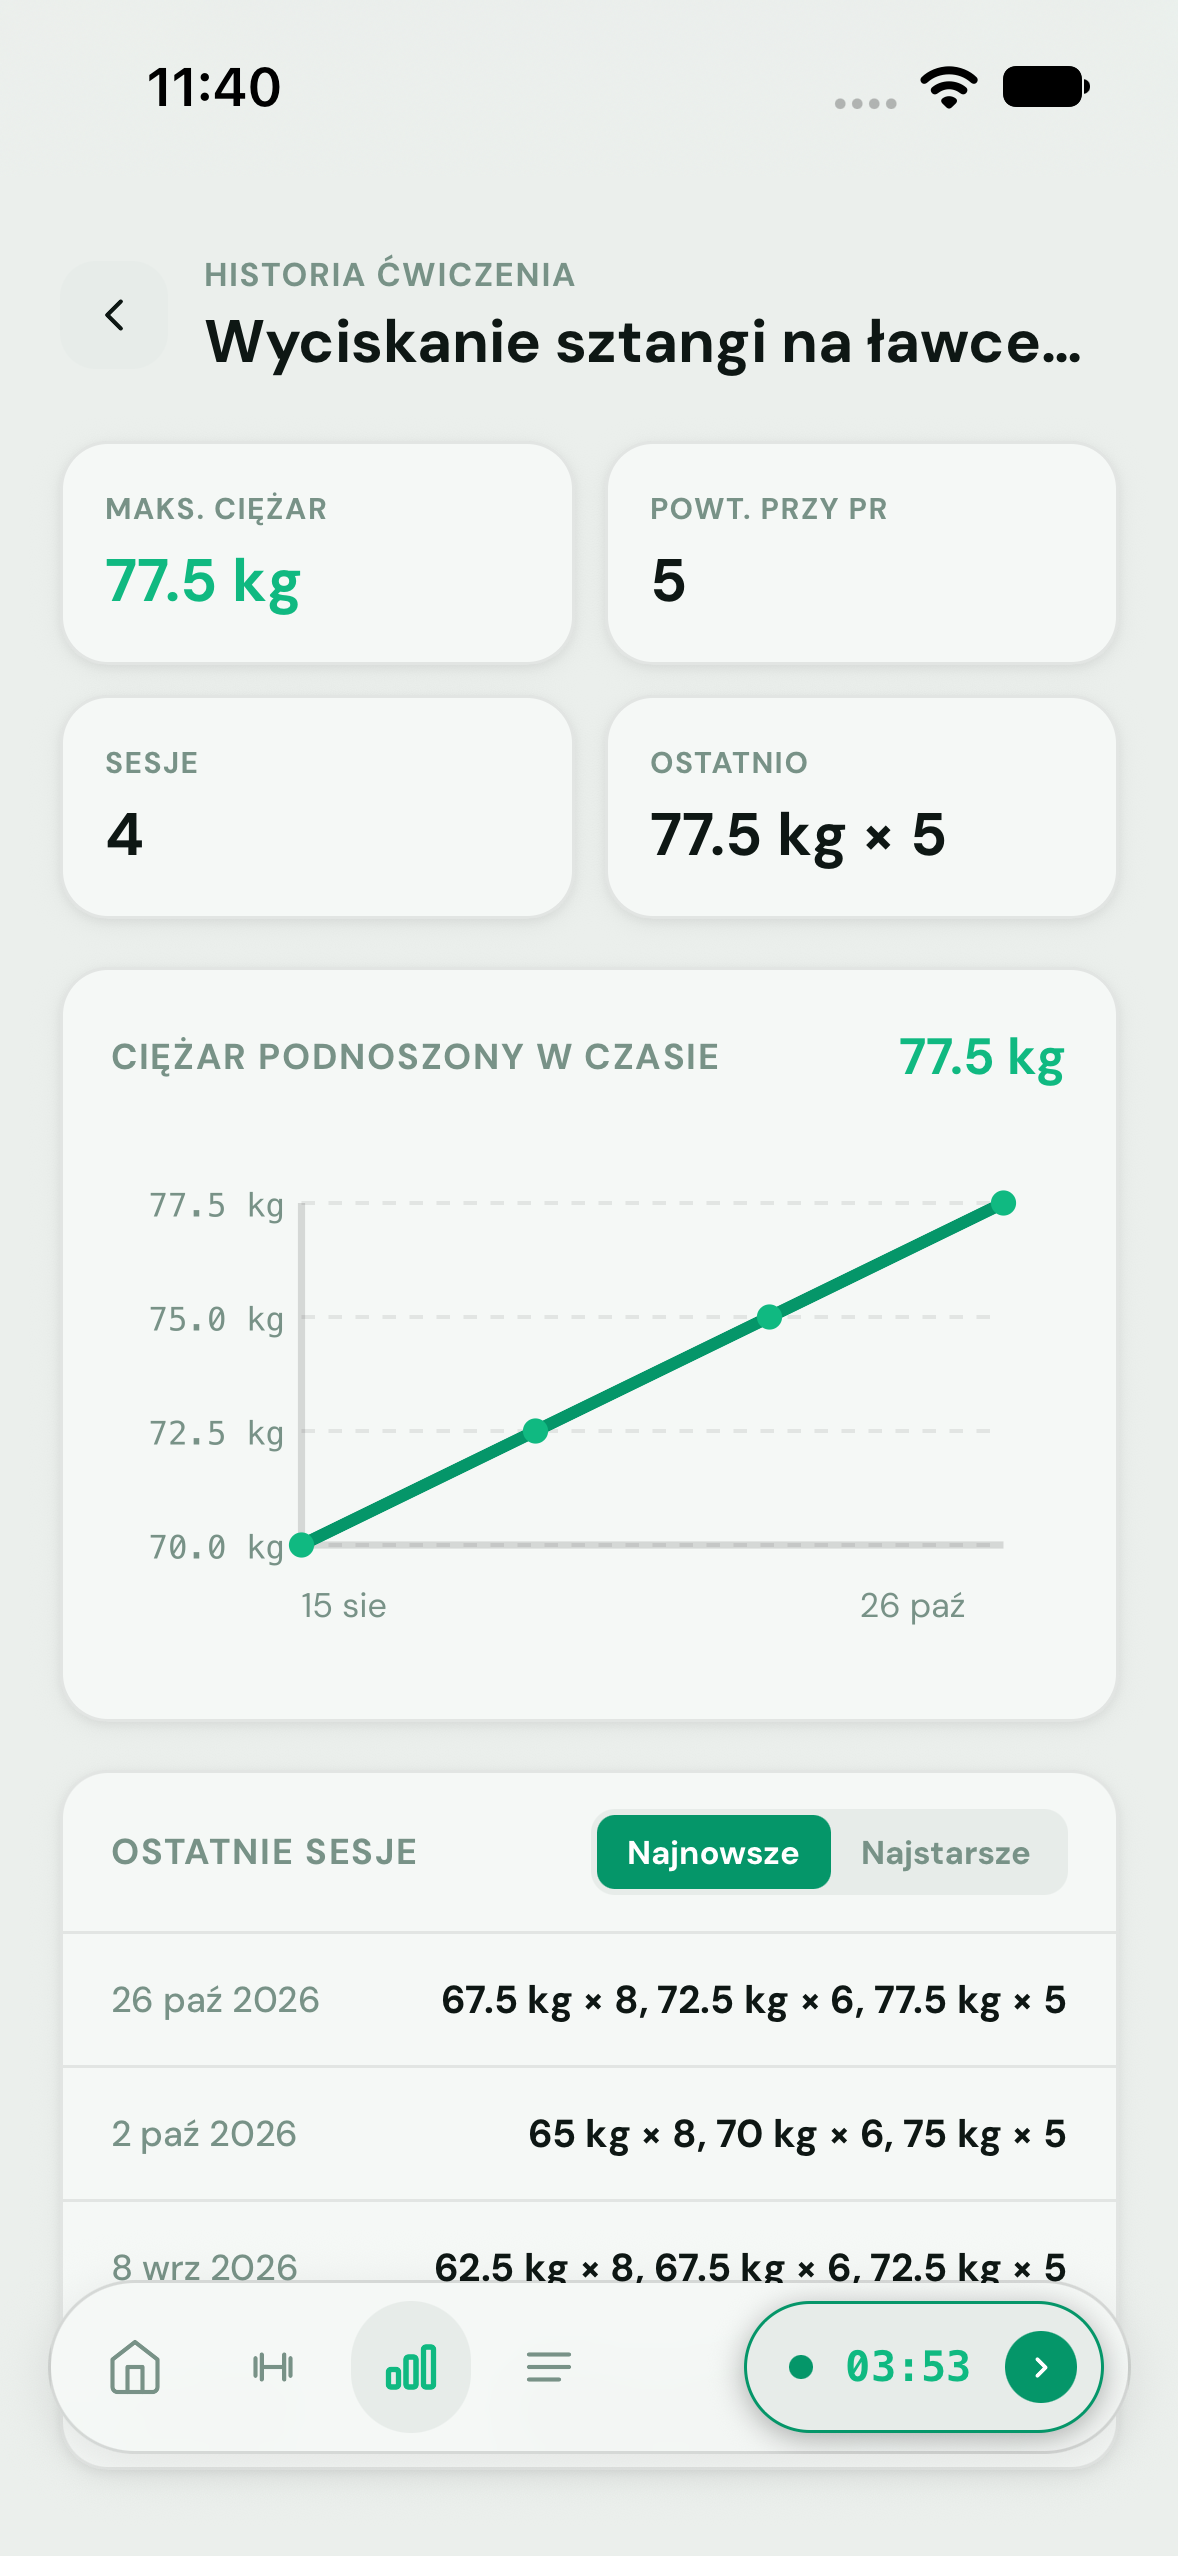 11:40
HISTORIA ĆWICZENIA
Wyciskanie sztangi na ławce...
MAKS. CIĘŻAR
77.5 kg
POWT. PRZY PR
5
SESJE
4
OSTATNIO
77.5 kg × 5
CIĘŻAR PODNOSZONY W CZASIE
77.5 kg
77.5 kg
75.0 kg
72.5 kg
70.0 kg
15 sie
26 paź
OSTATNIE SESJE
Najnowsze
Najstarsze
26 paź 2026
67.5 kg × 8, 72.5 kg × 6, 77.5 kg × 5
2 paź 2026
65 kg × 8, 70 kg × 6, 75 kg × 5
8 wrz 2026
62.5 kg × 8, 67.5 kg × 6, 72.5 kg × 5
03:53